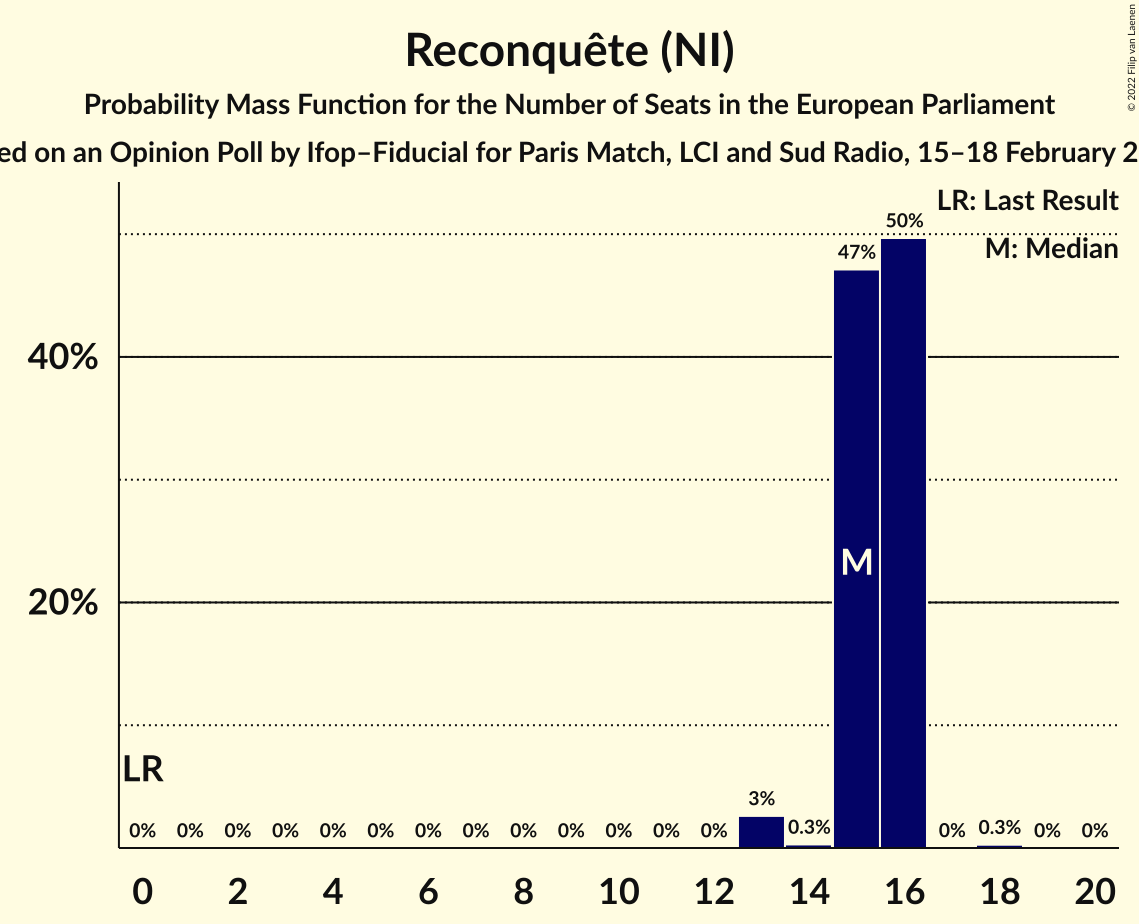 Reconquête (NI)
Probability Mass Function for the Number of Seats in the European Parliament
ed on an Opinion Poll by Ifop–Fiducial for Paris Match, LCI and Sud Radio, 15–18 February 2
© 2022 Filip van Laenen
LR: Last Result
M: Median
50%
47%
40%
M
20%
LR
3%
0% 0% 0% 0% 0% 0% 0% 0% 0% 0% 0% 0% 0% 0.3% 0% 0.3% 0% 0%
0 2 4 6 8 10 12 14 16 18 20